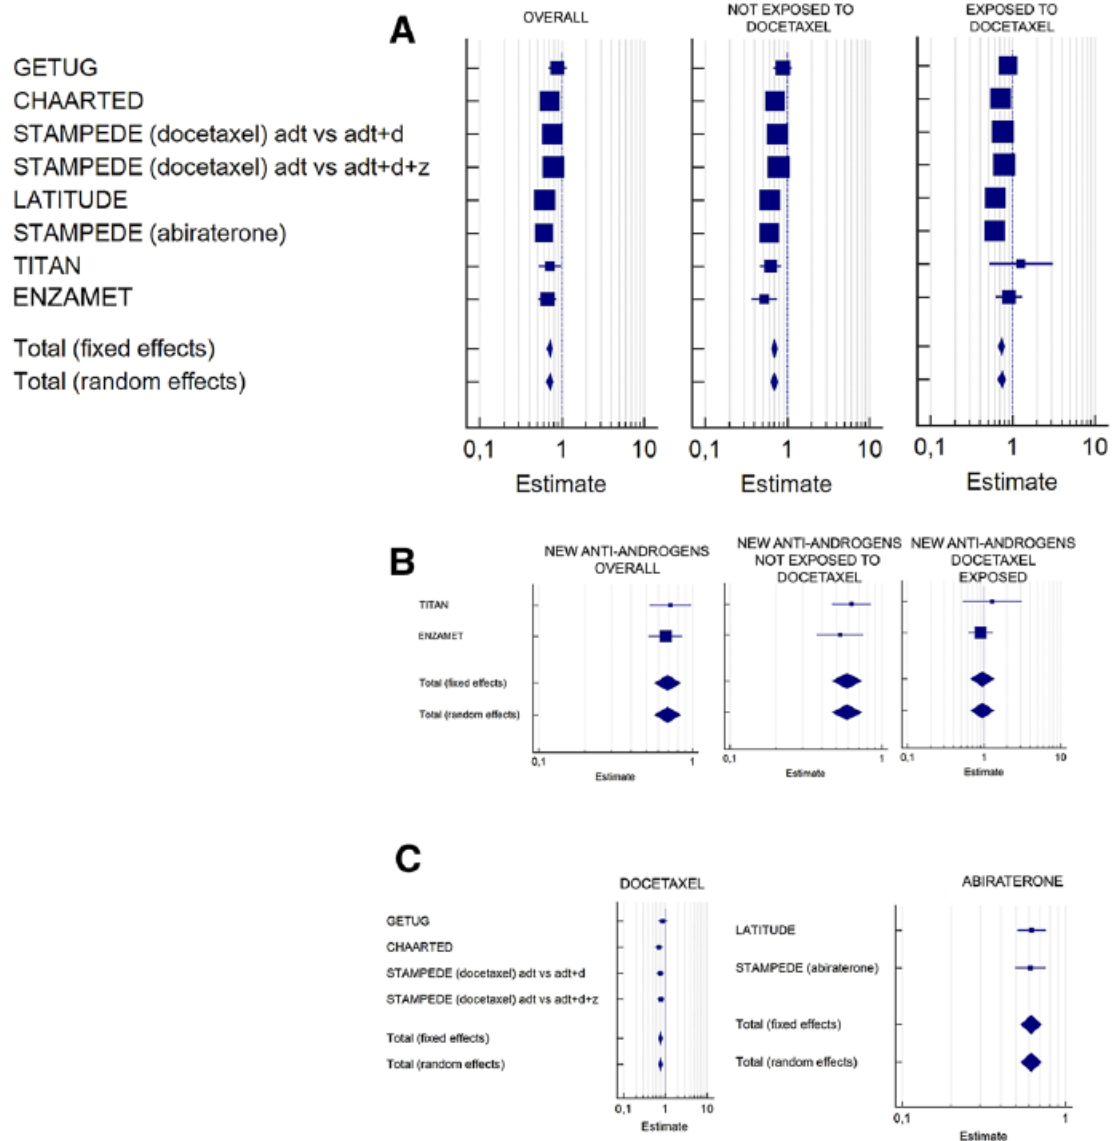 A
OVERALL
NOT EXPOSED TO
DOCETAXEL
EXPOSED TO
DOCETAXEL
GETUG
CHAARTED
STAMPEDE (docetaxel) adt vs adt+d
STAMPEDE (docetaxel) adt vs adt+d+z
LATITUDE
STAMPEDE (abiraterone)
TITAN
ENZAMET
Total (fixed effects)
Total (random effects)
0,1 1 10
Estimate
0,1 1 10
Estimate
0,1 1 10
Estimate
B
NEW ANTI-ANDROGENS
OVERALL
NEW ANTI-ANDROGENS
NOT EXPOSED TO
DOCETAXEL
NEW ANTI-ANDROGENS
DOCETAXEL
EXPOSED
TITAN
ENZAMET
Total (fixed effects)
Total (random effects)
0,1 1
Estimate
0,1 1
Estimate
0,1 1 10
Estimate
C
DOCETAXEL
GETUG
CHAARTED
STAMPEDE (docetaxel) adt vs adt+d
STAMPEDE (docetaxel) adt vs adt+d+z
Total (fixed effects)
Total (random effects)
0,1 1 10
Estimate
ABIRATERONE
LATITUDE
STAMPEDE (abiraterone)
Total (fixed effects)
Total (random effects)
0,1 1
Estimate